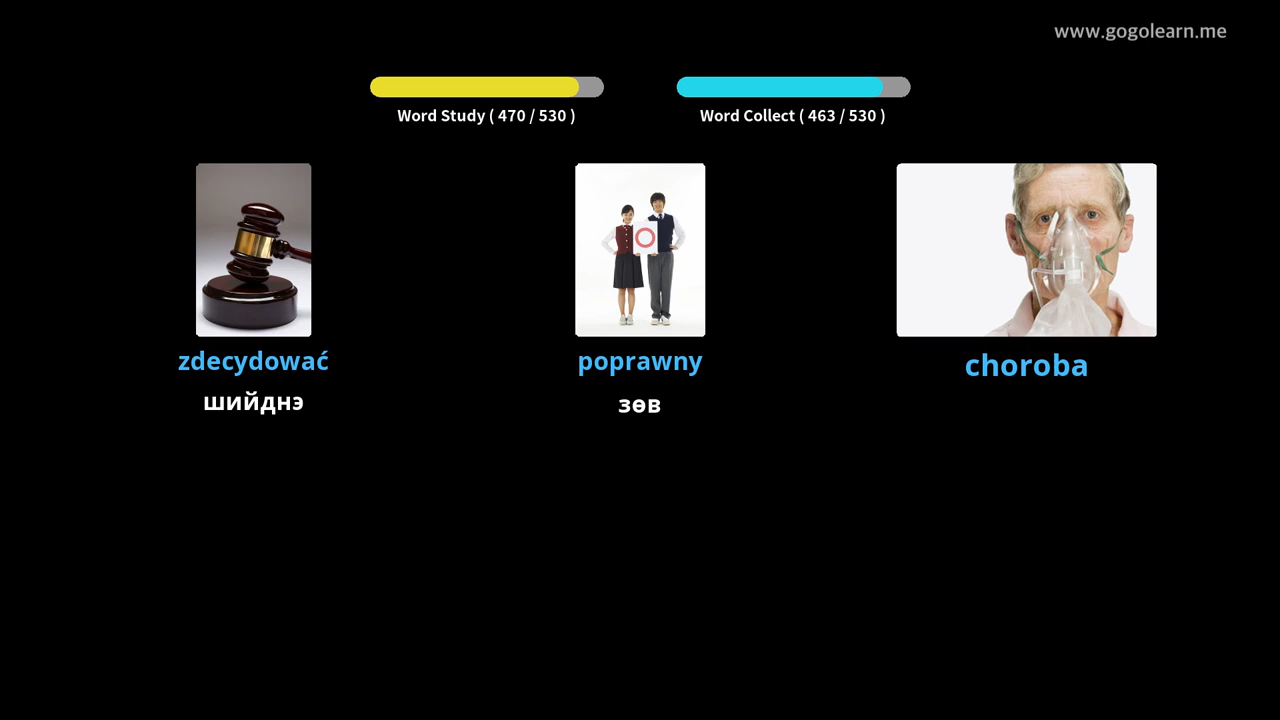 www.gogolearn.me
Word Study ( 470 / 530 )
Word Collect ( 463 / 530 )
zdecydować
poprawny
choroba
шийднэ
зөв